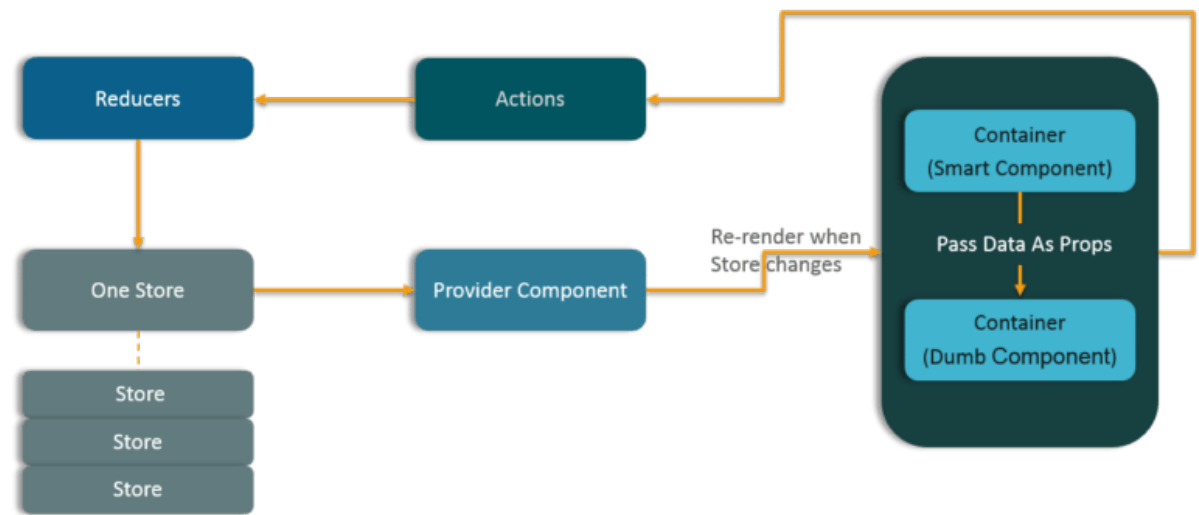 Reducers
Actions
Container
(Smart Component)
Re-render when
Store changes
Pass Data As Props
One Store
Provider Component
Container
(Dumb Component)
Store
Store
Store